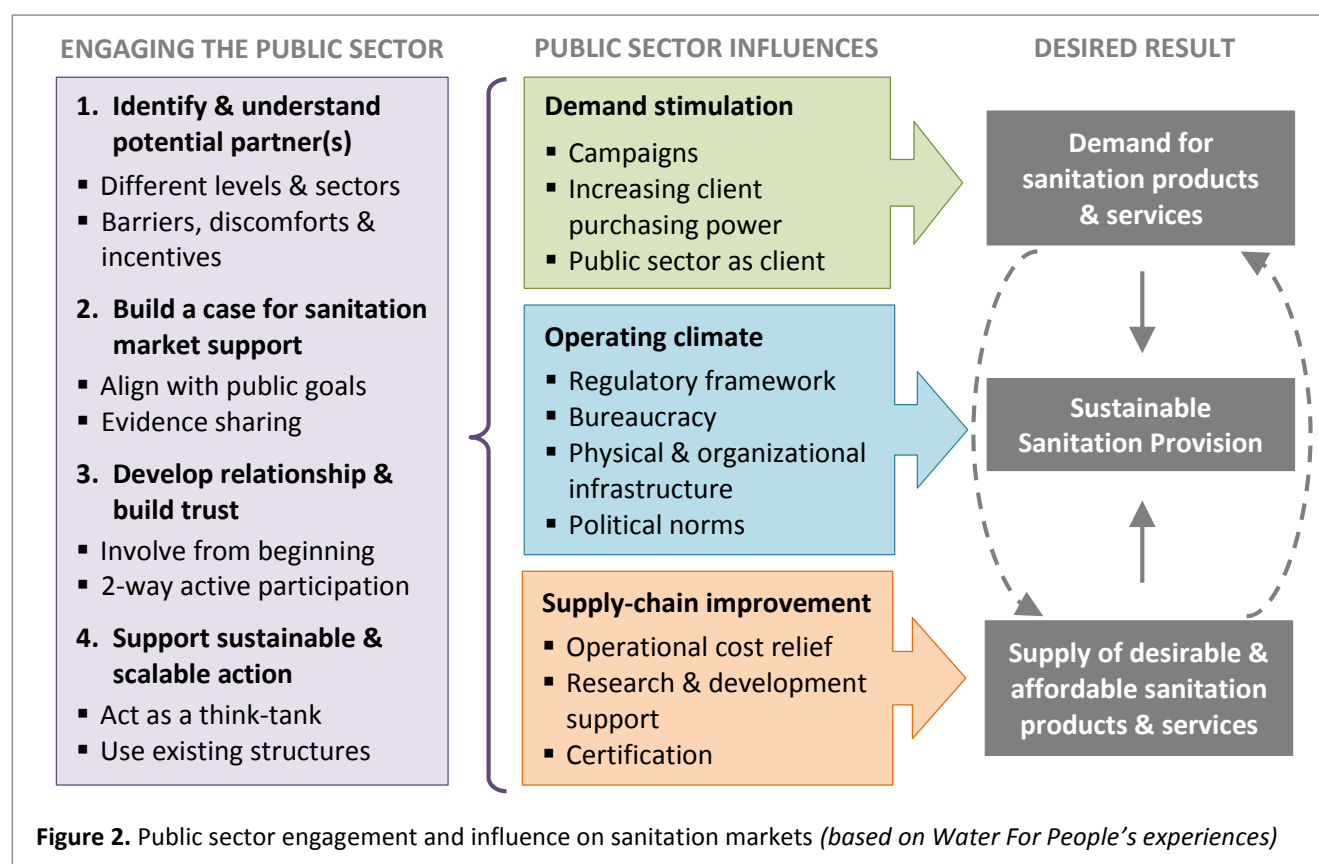 ENGAGING THE PUBLIC SECTOR
1. Identify & understand
potential partner(s)
▪ Different levels & sectors
▪ Barriers, discomforts &
incentives
2. Build a case for sanitation
market support
▪ Align with public goals
▪ Evidence sharing
3. Develop relationship &
build trust
▪ Involve from beginning
▪ 2-way active participation
4. Support sustainable &
scalable action
▪ Act as a think-tank
▪ Use existing structures
PUBLIC SECTOR INFLUENCES
Demand stimulation
▪ Campaigns
▪ Increasing client
purchasing power
▪ Public sector as client
Operating climate
▪ Regulatory framework
▪ Bureaucracy
▪ Physical & organizational
infrastructure
▪ Political norms
Supply-chain improvement
▪ Operational cost relief
▪ Research & development
support
▪ Certification
DESIRED RESULT
Demand for
sanitation products
& services
Sustainable
Sanitation Provision
Supply of desirable &
affordable sanitation
products & services
Figure 2. Public sector engagement and influence on sanitation markets (based on Water For People's experiences)